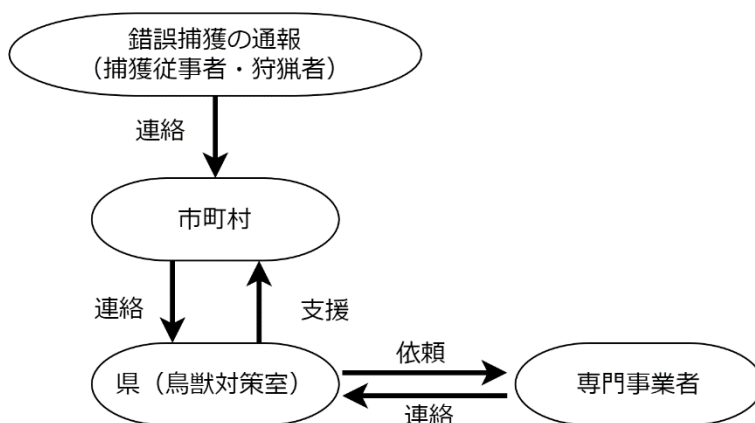 錯誤捕獲の通報
（捕獲従事者・狩猟者）
連絡
市町村
連絡
支援
県（鳥獣対策室）
依頼
専門事業者
連絡